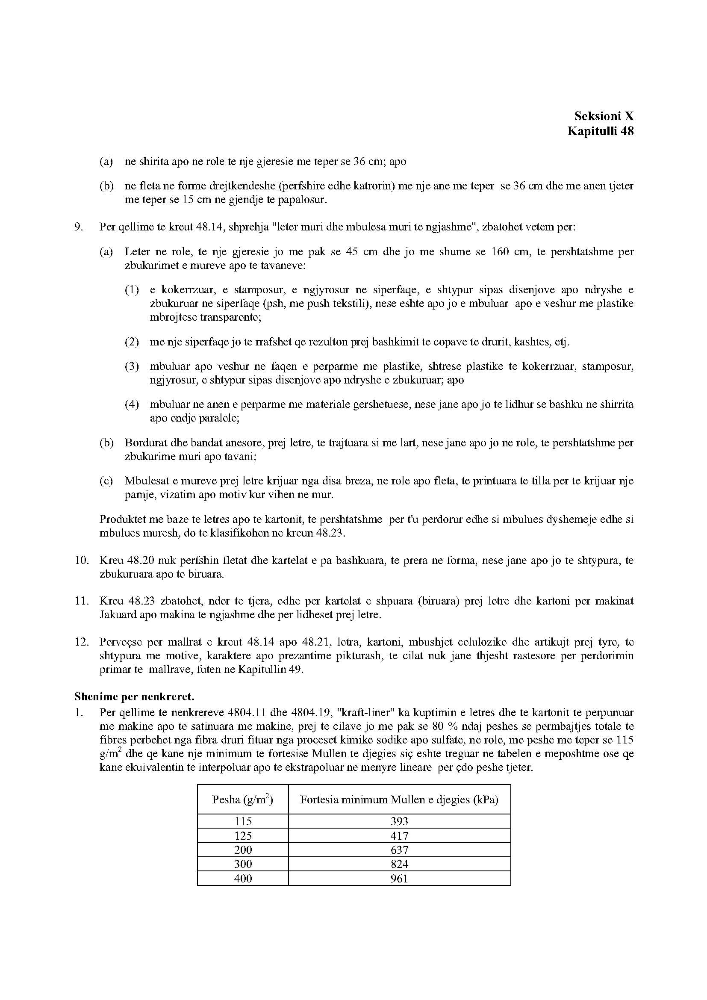 Seksioni X
Kapitulli 48
(a) ne shirita apo ne role te nje gjeresie me teper se 36 cm; apo
(b) ne fleta ne forme drejtkendeshe (perfshire edhe katrorin) me nje ane me teper se 36 cm dhe me anen tjeter
me teper se 15 cm ne gjendje te papalosur.
9. Per qellime te kreut 48.14, shprehja "leter muri dhe mbulesa muri te ngjashme", zbatohet vetem per:
(a) Leter ne role, te nje gjeresie jo me pak se 45 cm dhe jo me shume se 160 cm, te pershtatshme per
zbukurimet e mureve apo te tavaneve:
(1) e kokerrzuar, e stamposur, e ngjyrosur ne siperfaqe, e shtypur sipas disenjove apo ndryshe e
zbukuruar ne siperfaqe (psh, me push tekstili), nese eshte apo jo e mbuluar apo e veshur me plastike
mbrojtese transparente;
(2) me nje siperfaqe jo te rrafshet qe rezulton prej bashkimit te copave te drurit, kashtes, etj.
(3) mbuluar apo veshur ne faqen e perparme me plastike, shtrese plastike te kokerrzuar, stamposur,
ngjyrosur, e shtypur sipas disenjove apo ndryshe e zbukuruar; apo
(4) mbuluar ne anen e perparme me materiale gershetuese, nese jane apo jo te lidhur se bashku ne shirrita
apo endje paralele;
(b) Bordurat dhe bandat anesore, prej letre, te trajtuara si me lart, nese jane apo jo ne role, te pershtatshme per
zbukurime muri apo tavani;
(c) Mbulesat e mureve prej letre krijuar nga disa breza, ne role apo fleta, te printuara te tilla per te krijuar nje
pamje, vizatim apo motiv kur vihen ne mur.
Produktet me baze te letres apo te kartonit, te pershtatshme per t'u perdorur edhe si mbulues dyshemeje edhe si
mbulues muresh, do te klasifikohen ne kreun 48.23.
10. Kreu 48.20 nuk perfshin fletat dhe kartelat e pa bashkuara, te prera ne forma, nese jane apo jo te shtypura, te
zbukuruara apo te biruara.
11. Kreu 48.23 zbatohet, nder te tjera, edhe per kartelat e shpuara (biruara) prej letre dhe kartoni per makinat
Jakuard apo makina te ngjashme dhe per lidheset prej letre.
12. Perveçse per mallrat e kreut 48.14 apo 48.21, letra, kartoni, mbushjet celulozike dhe artikujt prej tyre, te
shtypura me motive, karaktere apo prezantime pikturash, te cilat nuk jane thjesht rastesore per perdorimin
primar te mallrave, futen ne Kapitullin 49.
Shenime per nenkreret.
1. Per qellime te nenkrereve 4804.11 dhe 4804.19, "kraft-liner" ka kuptimin e letres dhe te kartonit te perpunuar
me makine apo te satinuara me makine, prej te cilave jo me pak se 80 % ndaj peshes se permbajtjes totale te
fibres perbehet nga fibra druri fituar nga proceset kimike sodike apo sulfate, ne role, me peshe me teper se 115
g/m² dhe qe kane nje minimum te fortesise Mullen te djegies siç eshte treguar ne tabelen e meposhtme ose qe
kane ekuivalentin te interpoluar apo te ekstrapoluar ne menyre lineare per çdo peshe tjeter.
Pesha (g/m²) Fortesia minimum Mullen e djegies (kPa)
115 393
125 417
200 637
300 824
400 961